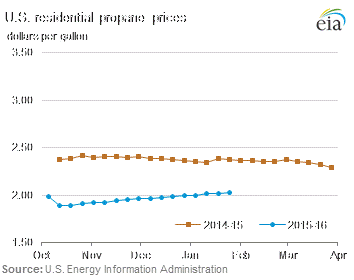 U.S. residential propane prices
dollars per gallon
eia
3.50
3.00
2.50
2.00
1.50
Oct Nov Dec Jan Feb Mar Apr
2014-15 2015-16
Source: U.S. Energy Information Administration